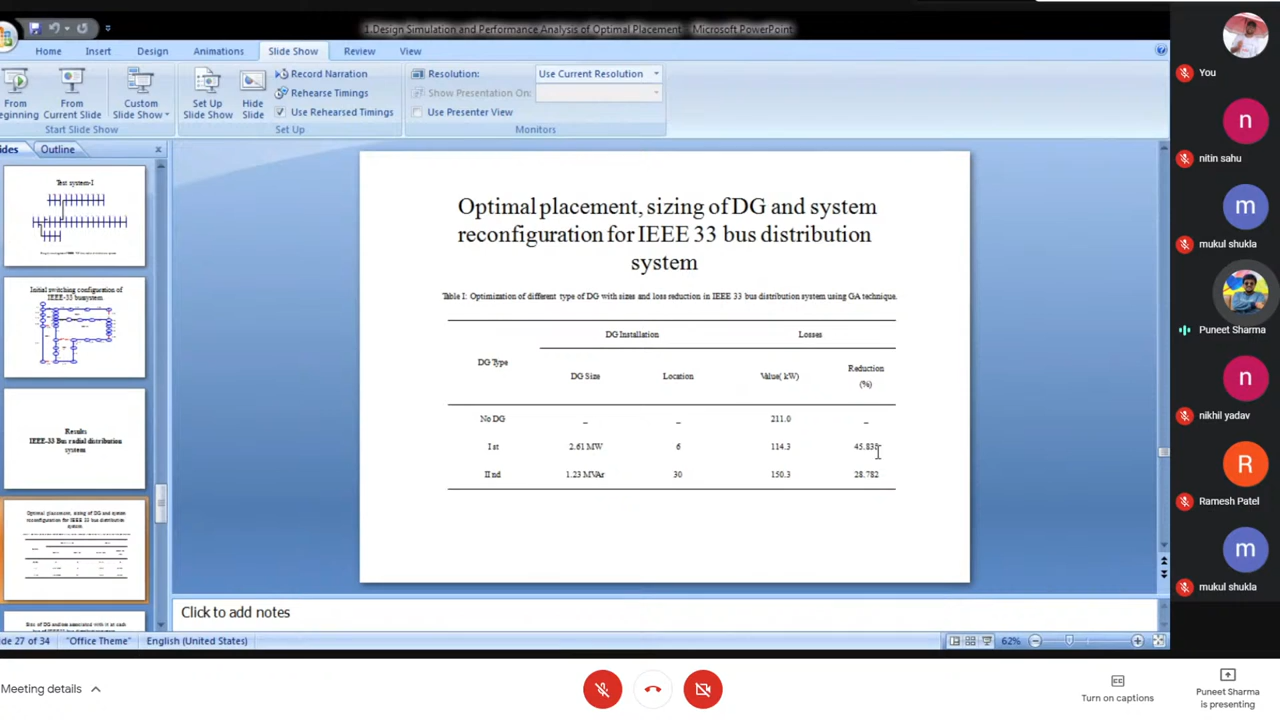 1.Design Simulation and Performance Analysis of Optimal Placement - Microsoft PowerPoint
Home Insert Design Animations Slide Show Review View
From
Beginning
From
Current Slide
Custom
Slide Show
Start Slide Show
Set Up
Slide Show
Hide
Slide
Record Narration
Rehearse Timings
Use Rehearsed Timings
Set Up
Resolution: Use Current Resolution
Show Presentation On:
Use Presenter View
Monitors
Slides Outline
Test system-I
Initial switching configuration of
IEEE-33 bus system
Results
IEEE-33 Bus radial distribution
system
Optimal placement, sizing of DG and system
reconfiguration for IEEE 33 bus distribution
system
Optimal placement, sizing of DG and system
reconfiguration for IEEE 33 bus distribution
system
Table I: Optimization of different type of DG with sizes and loss reduction in IEEE 33 bus distribution system using GA technique.
DG Type DG Installation Losses
DG Size Location Value( kW) Reduction
(%)
No DG _ _ 211.0 _
I st 2.61 MW 6 114.3 45.838
II nd 1.23 MVAr 30 150.3 28.782
Click to add notes
Slide 27 of 34 "Office Theme" English (United States) 62%
You
n
nitin sahu
m
mukul shukla
Puneet Sharma
n
nikhil yadav
R
Ramesh Patel
m
mukul shukla
Meeting details
CC
Turn on captions
Puneet Sharma
is presenting